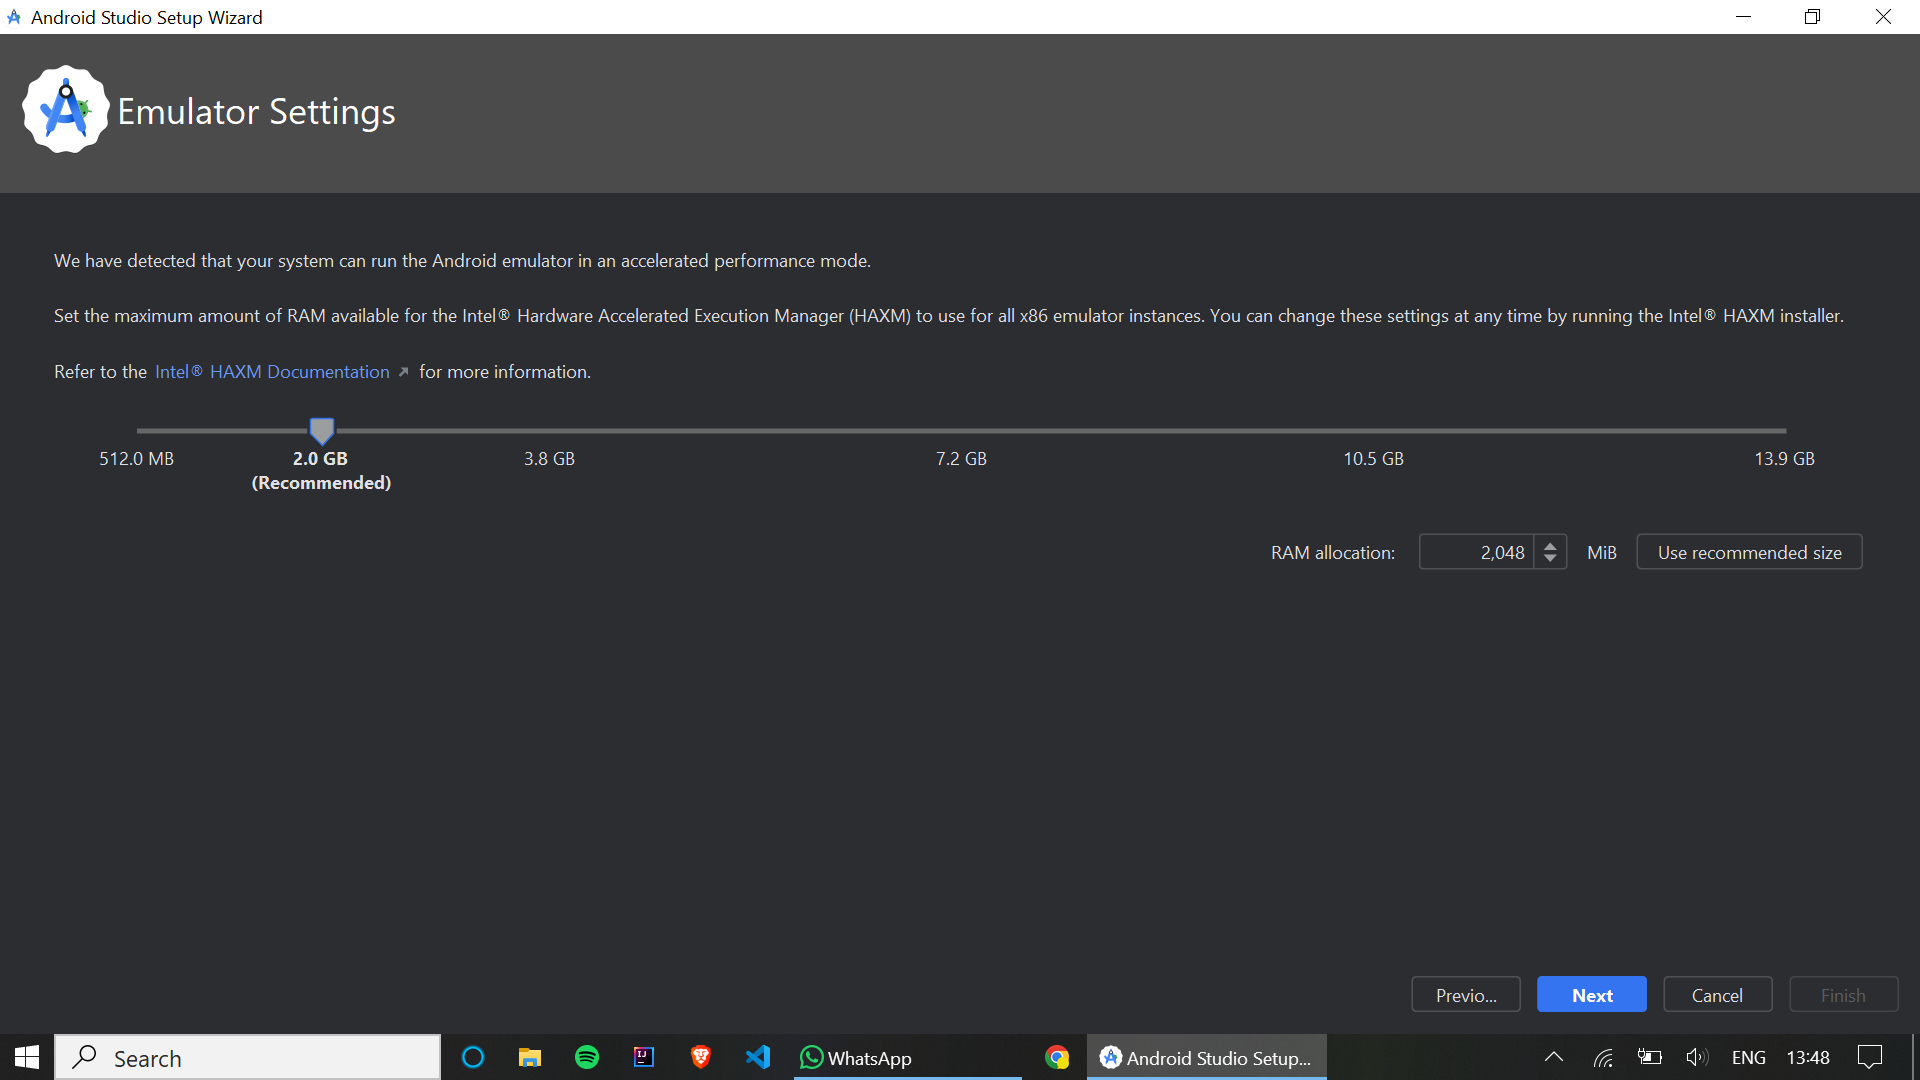 Android Studio Setup Wizard
Emulator Settings
We have detected that your system can run the Android emulator in an accelerated performance mode.
Set the maximum amount of RAM available for the Intel® Hardware Accelerated Execution Manager (HAXM) to use for all x86 emulator instances. You can change these settings at any time by running the Intel® HAXM installer.
Refer to the Intel® HAXM Documentation for more information.
512.0 MB 2.0 GB 3.8 GB 7.2 GB 10.5 GB 13.9 GB
(Recommended)
RAM allocation: 2,048 MiB Use recommended size
Previo... Next Cancel Finish
Search WhatsApp Android Studio Setup... ENG 13:48